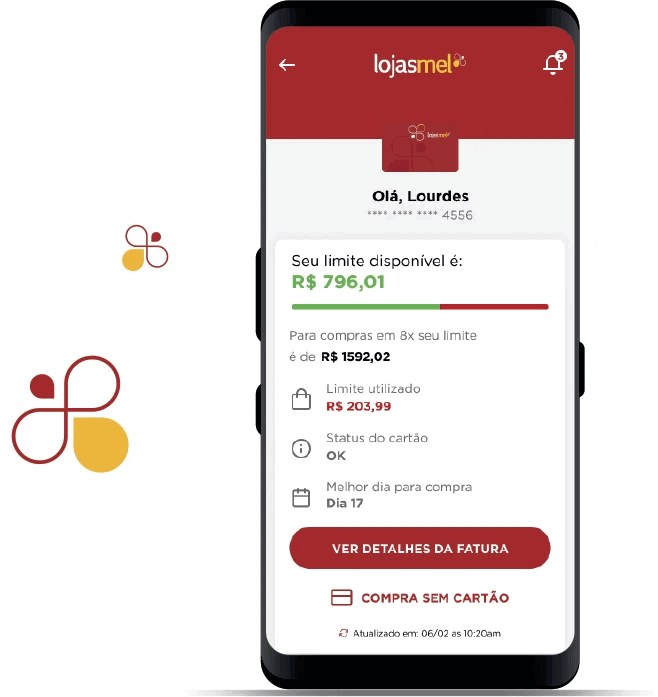 lojasmel
3
lojasmel
Olá, Lourdes
**** **** **** 4556
Seu limite disponível é:
R$ 796,01
Para compras em 8x seu limite
é de R$ 1592,02
Limite utilizado
R$ 203,99
Status do cartão
OK
Melhor dia para compra
Dia 17
VER DETALHES DA FATURA
COMPRA SEM CARTÃO
Atualizado em: 06/02 as 10:20am